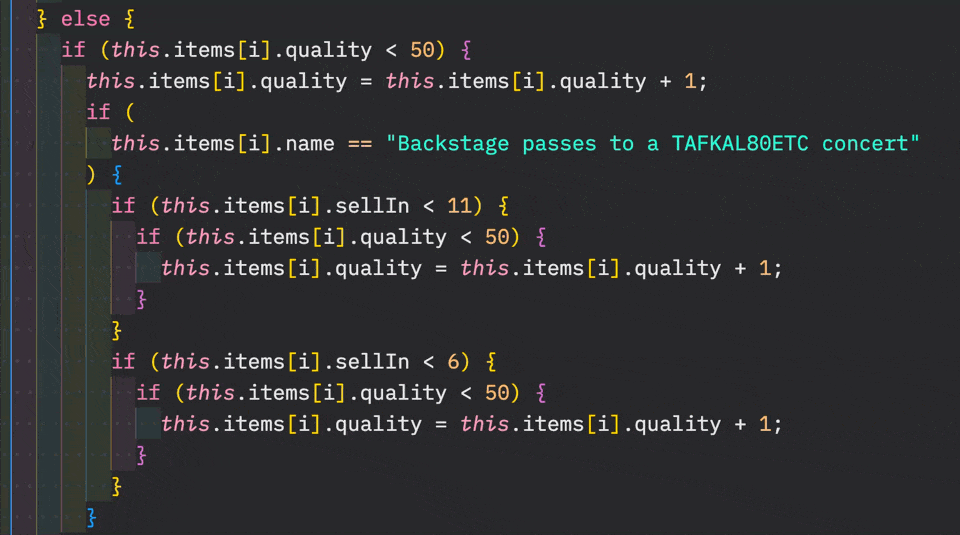 } else {
if (this.items[i].quality < 50) {
this.items[i].quality = this.items[i].quality + 1;
if (
this.items[i].name == "Backstage passes to a TAFKAL80ETC concert"
) {
if (this.items[i].sellIn < 11) {
if (this.items[i].quality < 50) {
this.items[i].quality = this.items[i].quality + 1;
}
}
if (this.items[i].sellIn < 6) {
if (this.items[i].quality < 50) {
this.items[i].quality = this.items[i].quality + 1;
}
}
}